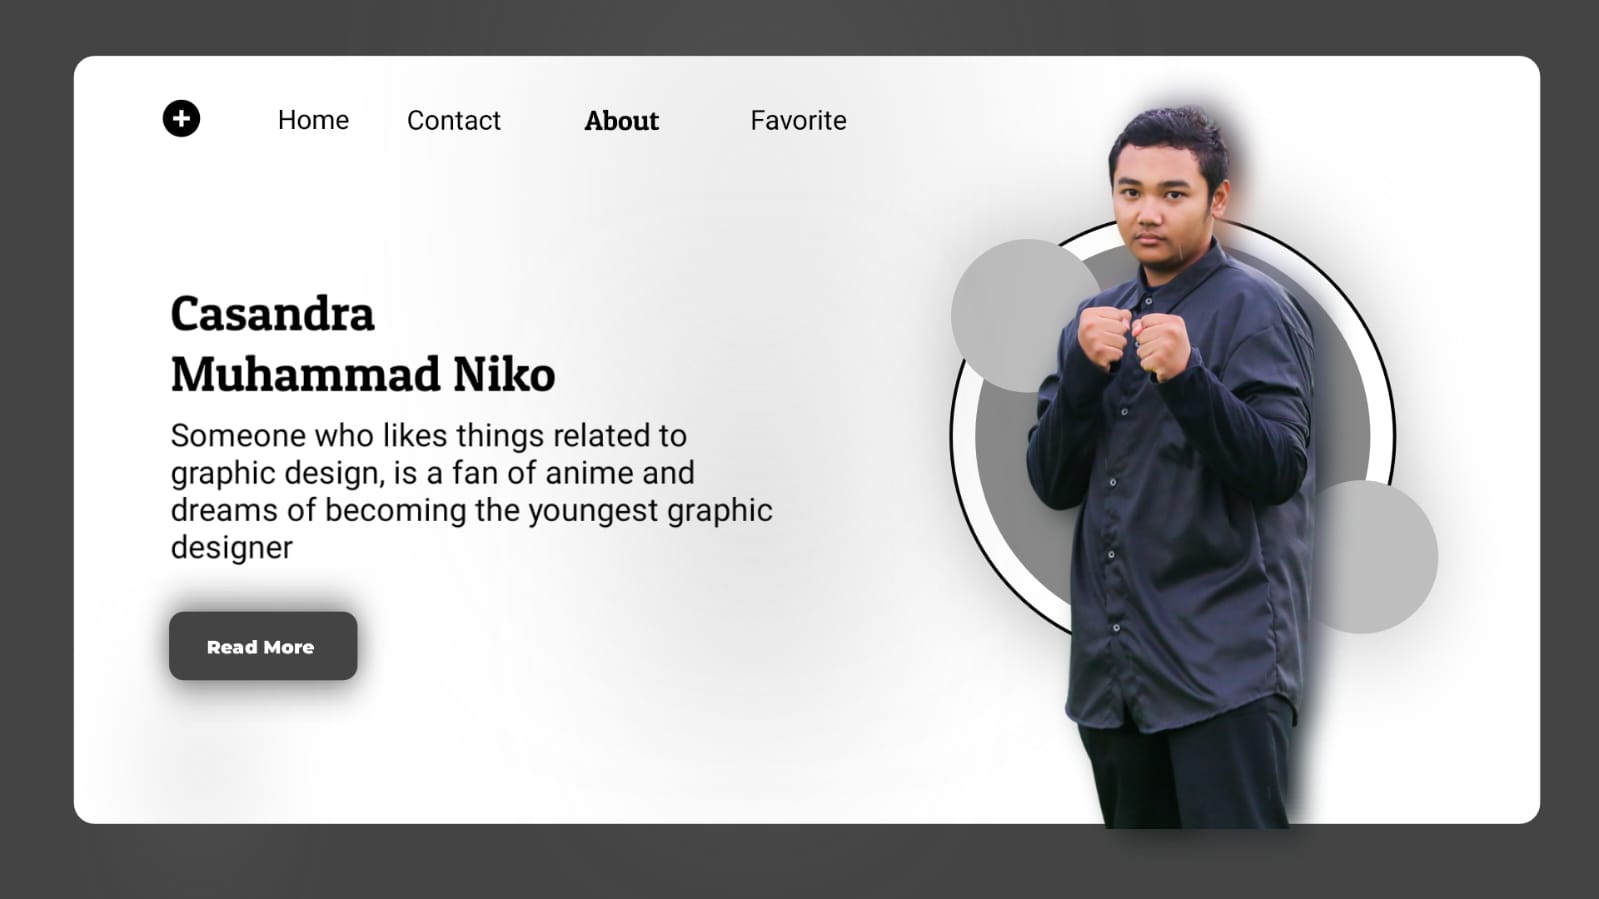 Home Contact About Favorite
Casandra
Muhammad Niko
Someone who likes things related to
graphic design, is a fan of anime and
dreams of becoming the youngest graphic
designer
Read More